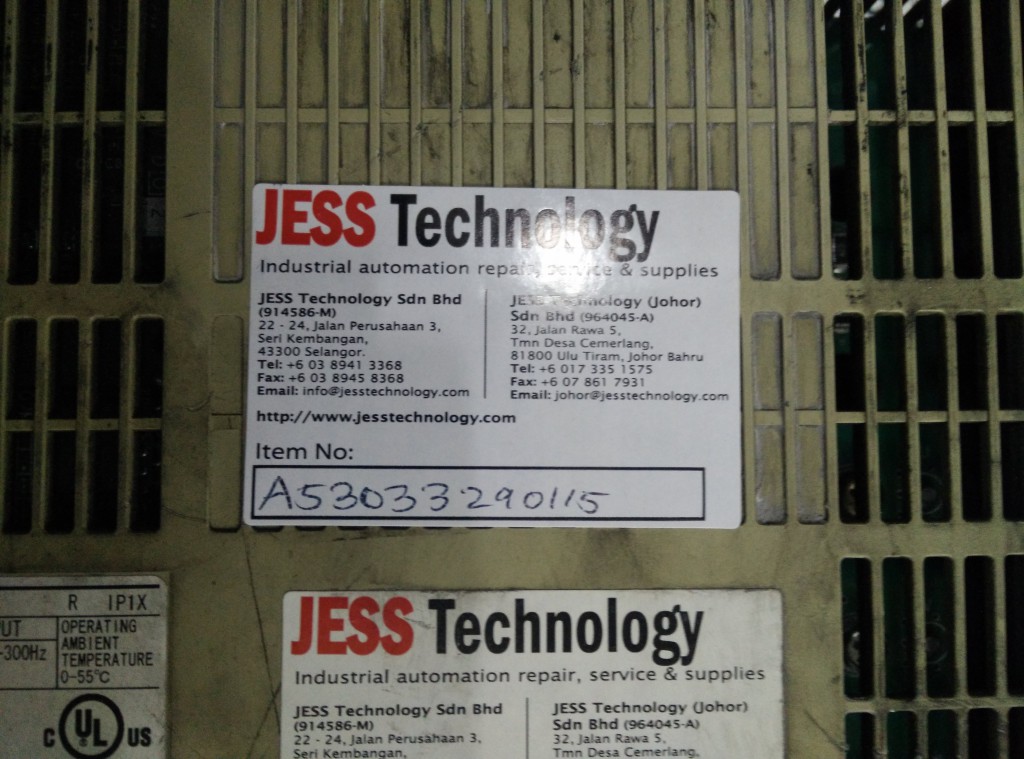 JESS Technology
Industrial automation repair, service & supplies
JESS Technology Sdn Bhd
(914586-M)
22 - 24, Jalan Perusahaan 3,
Seri Kembangan,
43300 Selangor.
Tel: +6 03 8941 3368
Fax: +6 03 8945 8368
Email: info@jesstechnology.com
JESS Technology (Johor)
Sdn Bhd (964045-A)
32, Jalan Rawa 5,
Tmn Desa Cemerlang,
81800 Ulu Tiram, Johor Bahru
Tel: +6 017 335 1575
Fax: +6 07 861 7931
Email: johor@jesstechnology.com
http://www.jesstechnology.com
Item No:
A53033290115
R IP1X
UT
-300Hz
OPERATING
AMBIENT
TEMPERATURE
0-55℃
C UL US
JESS Technology
Industrial automation repair, service & supplies
JESS Technology Sdn Bhd
(914586-M)
22 - 24, Jalan Perusahaan 3,
Seri Kembangan,
JESS Technology (Johor)
Sdn Bhd (964045-A)
32, Jalan Rawa 5,
Tmn Desa Cemerlang,